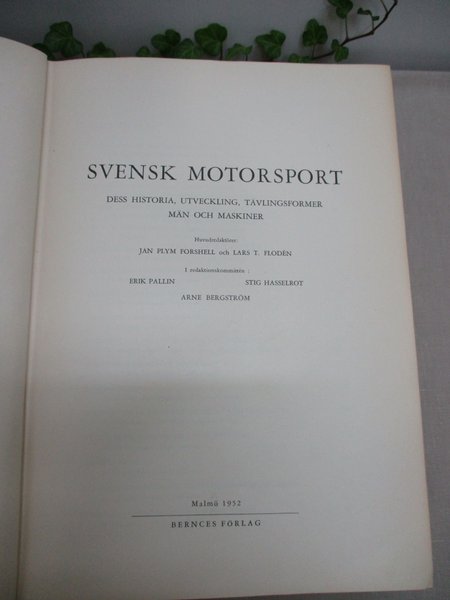 SVENSK MOTORSPORT
DESS HISTORIA, UTVECKLING, TÄVLINGSFORMER
MÄN OCH MASKINER
Huvudredaktörer:
JAN PLYM FORSHELL och LARS T. FLODÉN
I redaktionskommittén :
ERIK PALLIN STIG HASSELROT
ARNE BERGSTRÖM
Malmö 1952
BERNCES FÖRLAG